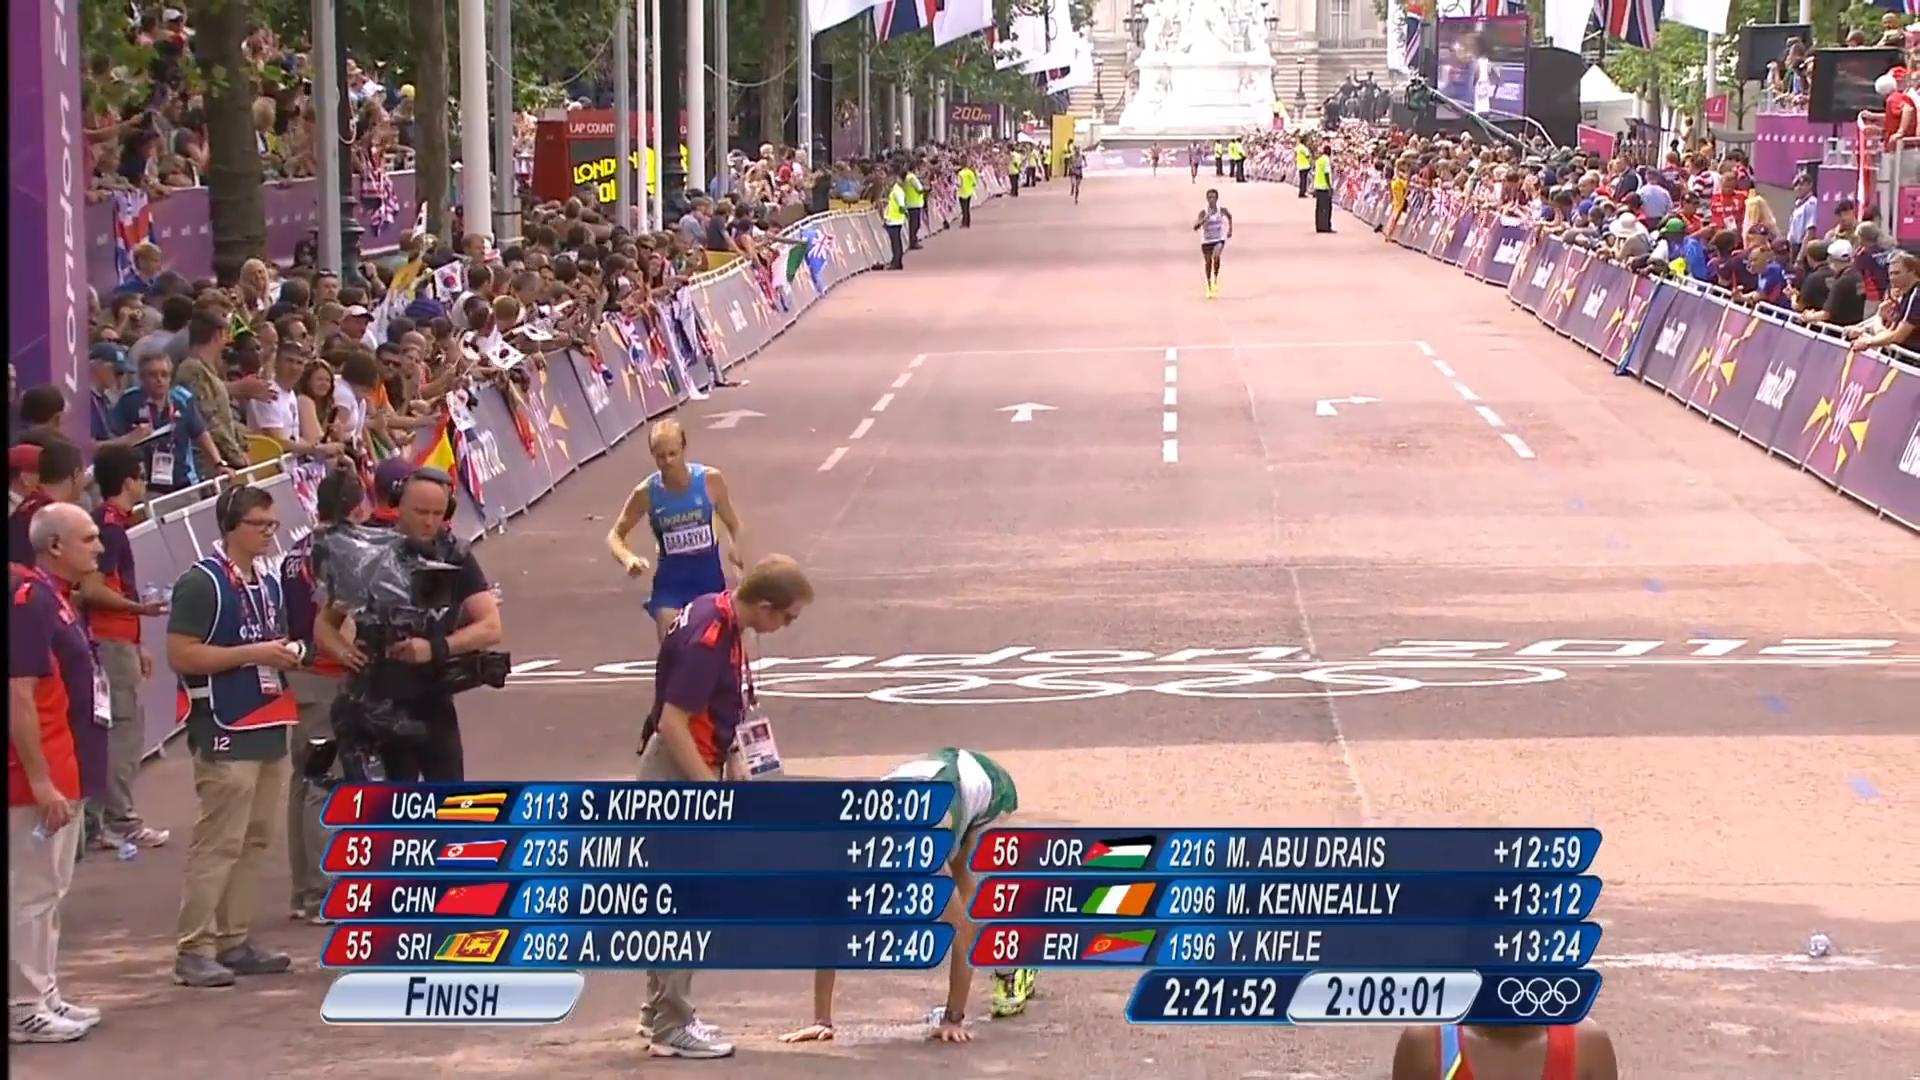 London
200m
LAP COUNT
LONDON
UKRAINE
BABARYKA
London 2012
12
1 UGA 3113 S. KIPROTICH 2:08:01
53 PRK 2735 KIM K. +12:19
54 CHN 1348 DONG G. +12:38
55 SRI 2962 A. COORAY +12:40
56 JOR 2216 M. ABU DRAIS +12:59
57 IRL 2096 M. KENNEALLY +13:12
58 ERI 1596 Y. KIFLE +13:24
FINISH
2:21:52 2:08:01